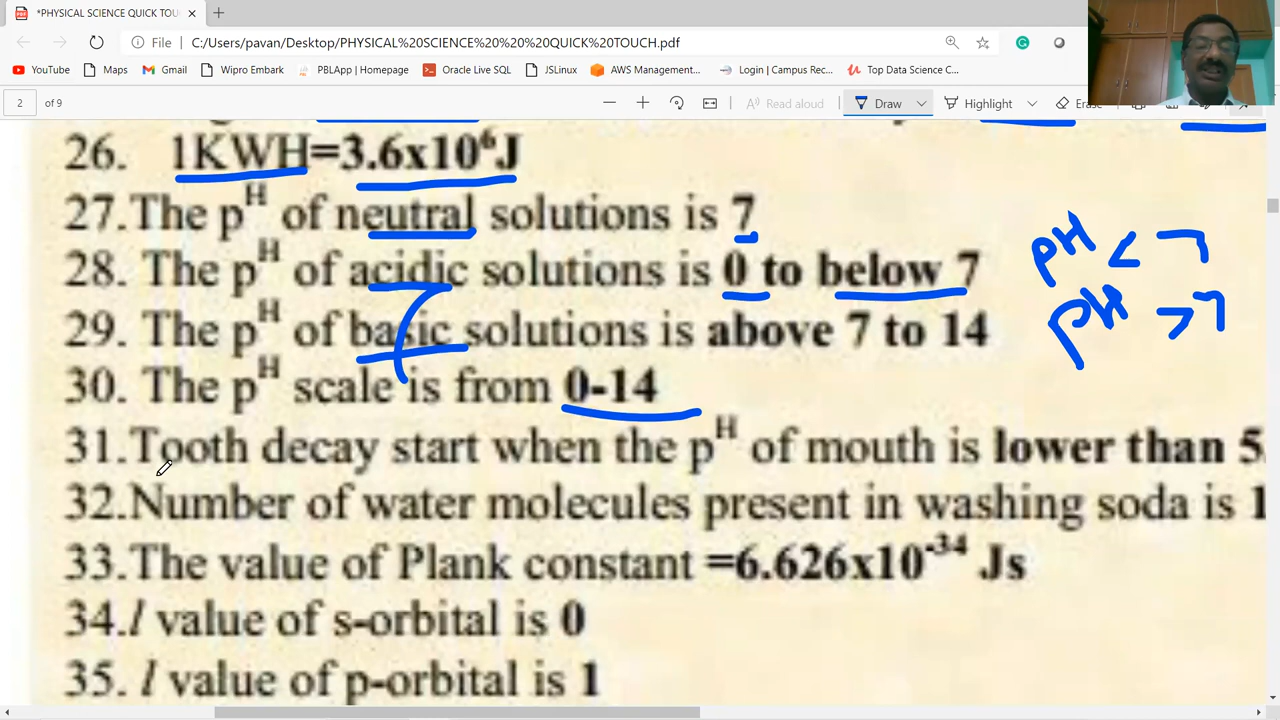 *PHYSICAL SCIENCE QUICK TOU
File C:/Users/pavan/Desktop/PHYSICAL%20SCIENCE%20%20%20QUICK%20TOUCH.pdf
YouTube Maps Gmail Wipro Embark PBLApp | Homepage Oracle Live SQL JSLinux AWS Management... Login | Campus Rec... Top Data Science C...
2 of 9 Read aloud Draw Highlight Erase
26. 1KWH=3.6x10⁶J
27.The pᴴ of neutral solutions is 7
28. The pᴴ of acidic solutions is 0 to below 7
pH < 7
29. The pᴴ of basic solutions is above 7 to 14
pH > 7
7
30. The pᴴ scale is from 0-14
31.Tooth decay start when the pᴴ of mouth is lower than 5
32.Number of water molecules present in washing soda is 1
33.The value of Plank constant =6.626x10⁻³⁴ Js
34.l value of s-orbital is 0
35. l value of p-orbital is 1